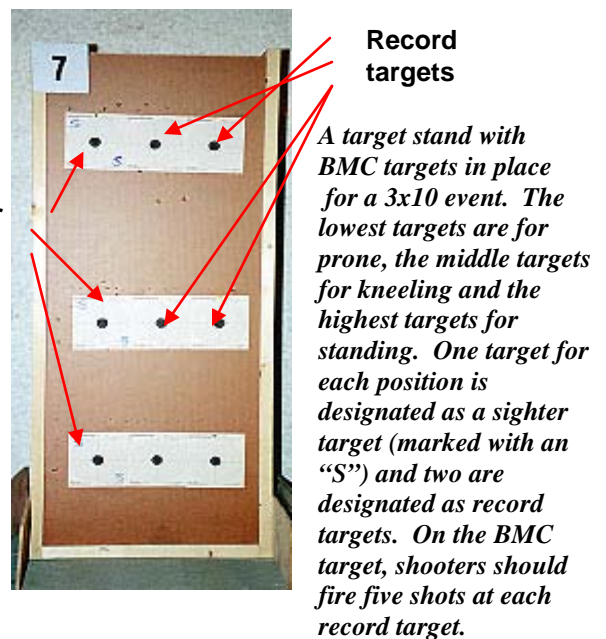 7
S
S
S
S
S
S
Record
targets
A target stand with
BMC targets in place
for a 3x10 event. The
lowest targets are for
prone, the middle targets
for kneeling and the
highest targets for
standing. One target for
each position is
designated as a sighter
target (marked with an
“S”) and two are
designated as record
targets. On the BMC
target, shooters should
fire five shots at each
record target.